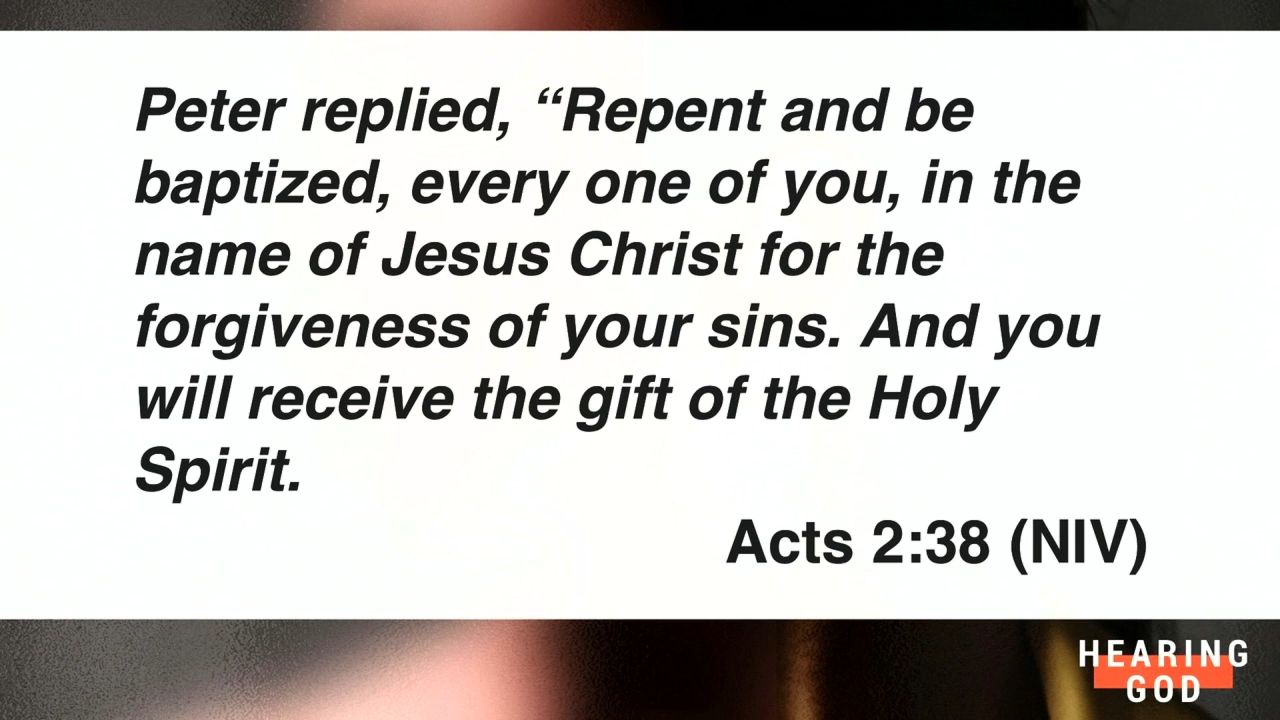 Peter replied, “Repent and be
baptized, every one of you, in the
name of Jesus Christ for the
forgiveness of your sins. And you
will receive the gift of the Holy
Spirit.
Acts 2:38 (NIV)
HEARING
GOD